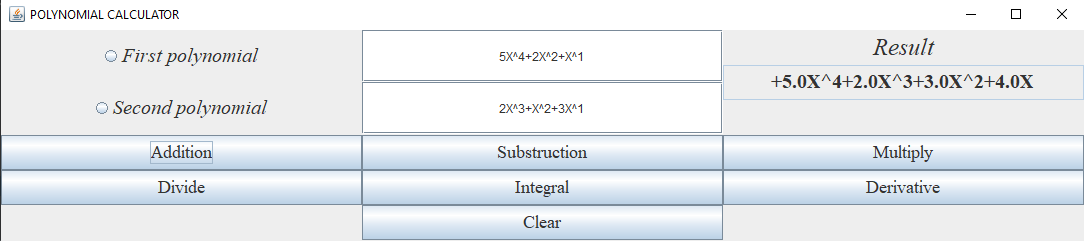 POLYNOMIAL CALCULATOR
First polynomial
5X^4+2X^2+X^1
Result
+5.0X^4+2.0X^3+3.0X^2+4.0X
Second polynomial
2X^3+X^2+3X^1
Addition
Substruction
Multiply
Divide
Integral
Derivative
Clear